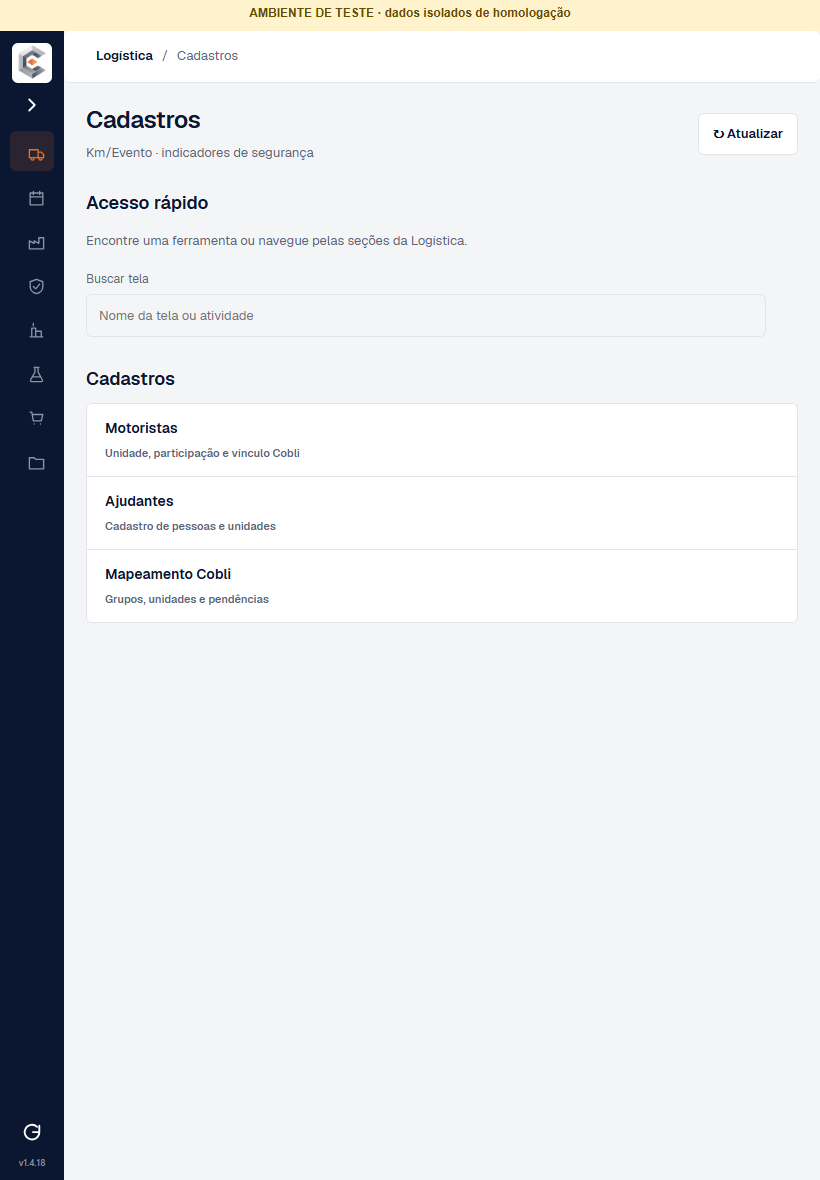 AMBIENTE DE TESTE · dados isolados de homologação
Logística / Cadastros
Cadastros
Km/Evento · indicadores de segurança
↻ Atualizar
Acesso rápido
Encontre uma ferramenta ou navegue pelas seções da Logística.
Buscar tela
Nome da tela ou atividade
Cadastros
Motoristas
Unidade, participação e vínculo Cobli
Ajudantes
Cadastro de pessoas e unidades
Mapeamento Cobli
Grupos, unidades e pendências
v1.4.18